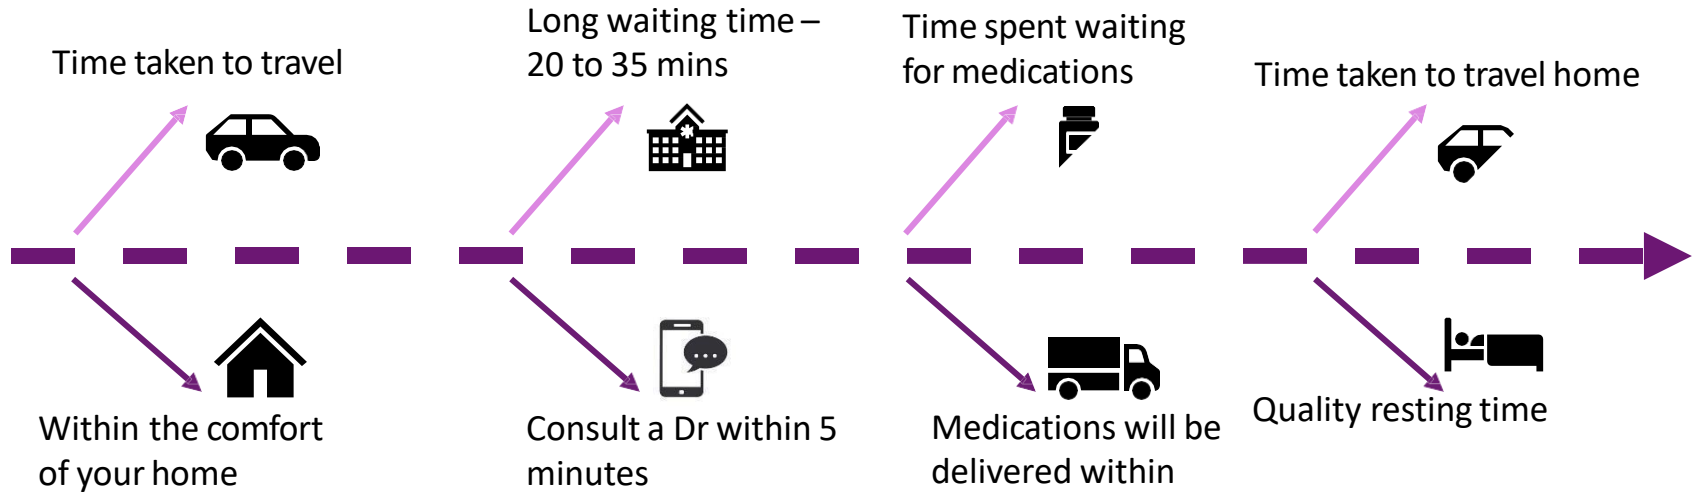 Time taken to travel
Long waiting time –
20 to 35 mins
Time spent waiting
for medications
Time taken to travel home
Within the comfort
of your home
Consult a Dr within 5
minutes
Medications will be
delivered within
Quality resting time